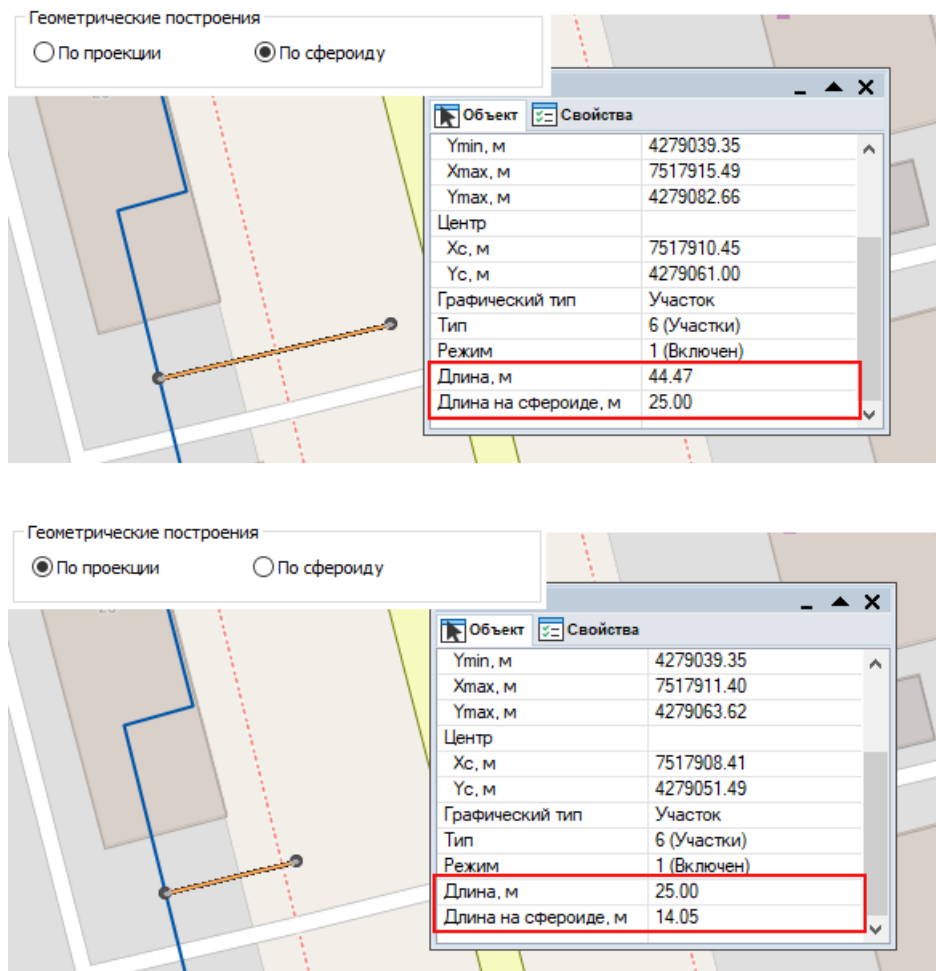 Геометрические построения
По проекции По сфероиду
Объект Свойства
Ymin, м 4279039.35
Xmax, м 7517915.49
Ymax, м 4279082.66
Центр
Xc, м 7517910.45
Yc, м 4279061.00
Графический тип Участок
Тип 6 (Участки)
Режим 1 (Включен)
Длина, м 44.47
Длина на сфероиде, м 25.00
Геометрические построения
По проекции По сфероиду
Объект Свойства
Ymin, м 4279039.35
Xmax, м 7517911.40
Ymax, м 4279063.62
Центр
Xc, м 7517908.41
Yc, м 4279051.49
Графический тип Участок
Тип 6 (Участки)
Режим 1 (Включен)
Длина, м 25.00
Длина на сфероиде, м 14.05